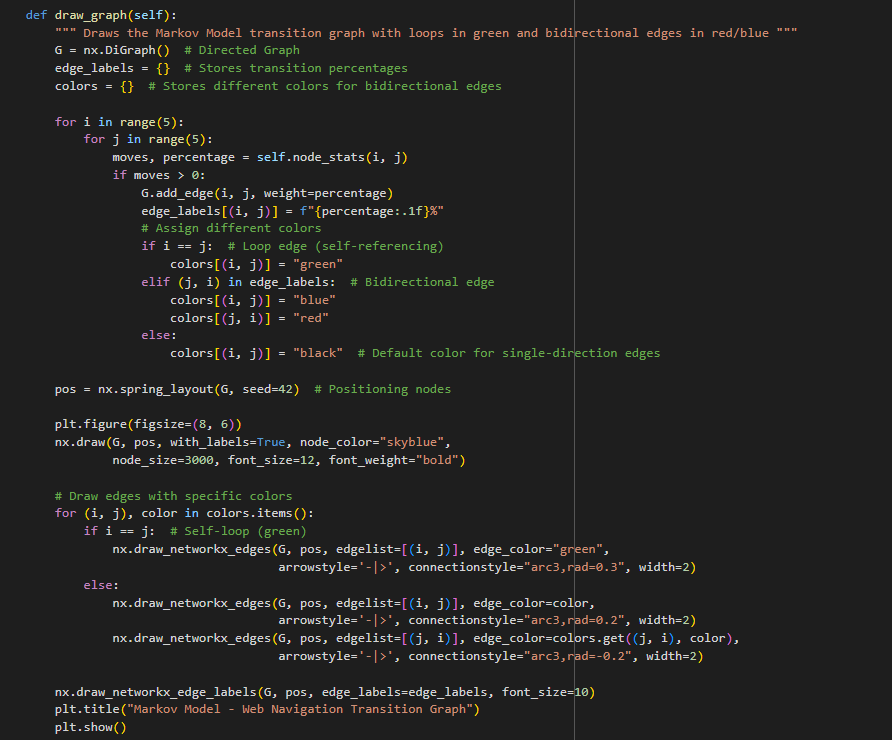 def draw_graph(self):
    """ Draws the Markov Model transition graph with loops in green and bidirectional edges in red/blue """
    G = nx.DiGraph()  # Directed Graph
    edge_labels = {}  # Stores transition percentages
    colors = {}  # Stores different colors for bidirectional edges

    for i in range(5):
        for j in range(5):
            moves, percentage = self.node_stats(i, j)
            if moves > 0:
                G.add_edge(i, j, weight=percentage)
                edge_labels[(i, j)] = f"{percentage:.1f}%"
                # Assign different colors
                if i == j:  # Loop edge (self-referencing)
                    colors[(i, j)] = "green"
                elif (j, i) in edge_labels:  # Bidirectional edge
                    colors[(i, j)] = "blue"
                    colors[(j, i)] = "red"
                else:
                    colors[(i, j)] = "black"  # Default color for single-direction edges

    pos = nx.spring_layout(G, seed=42)  # Positioning nodes

    plt.figure(figsize=(8, 6))
    nx.draw(G, pos, with_labels=True, node_color="skyblue",
            node_size=3000, font_size=12, font_weight="bold")

    # Draw edges with specific colors
    for (i, j), color in colors.items():
        if i == j:  # Self-loop (green)
            nx.draw_networkx_edges(G, pos, edgelist=[(i, j)], edge_color="green",
                                   arrowstyle='-|>', connectionstyle="arc3,rad=0.3", width=2)
        else:
            nx.draw_networkx_edges(G, pos, edgelist=[(i, j)], edge_color=color,
                                   arrowstyle='-|>', connectionstyle="arc3,rad=0.2", width=2)
            nx.draw_networkx_edges(G, pos, edgelist=[(j, i)], edge_color=colors.get((j, i), color),
                                   arrowstyle='-|>', connectionstyle="arc3,rad=-0.2", width=2)

    nx.draw_networkx_edge_labels(G, pos, edge_labels=edge_labels, font_size=10)
    plt.title("Markov Model - Web Navigation Transition Graph")
    plt.show()